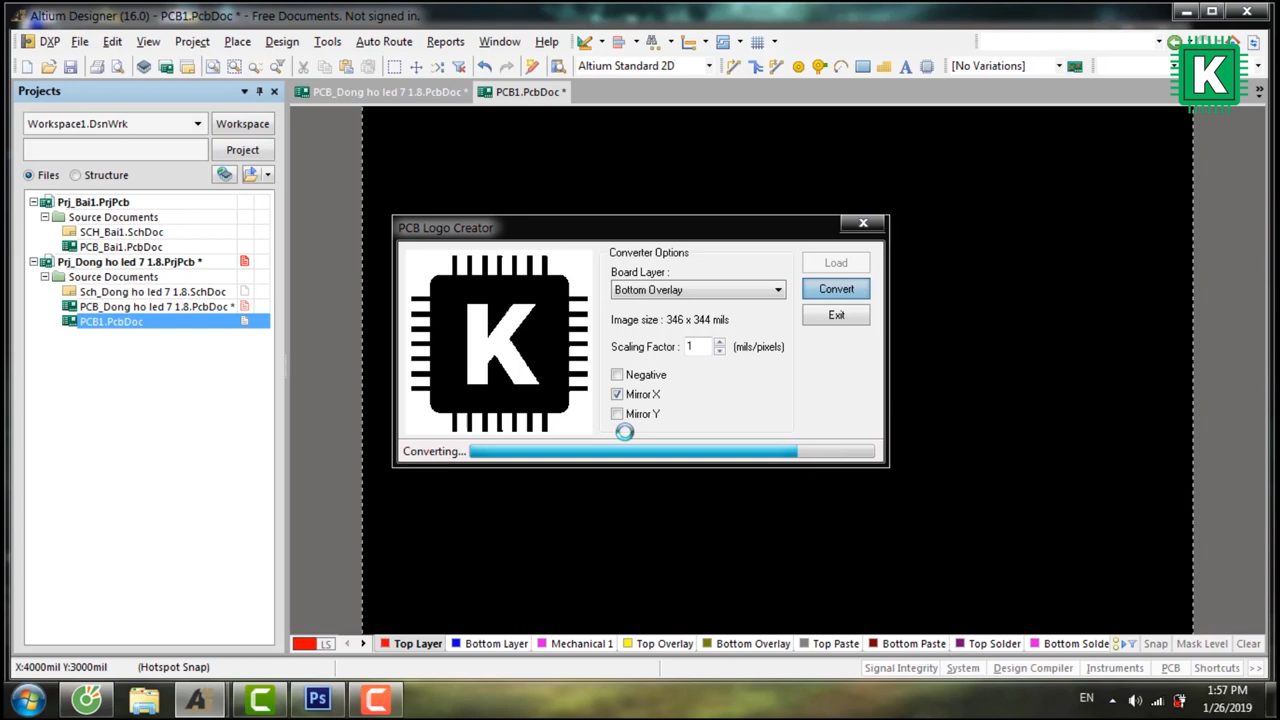 Altium Designer (16.0) - PCB1.PcbDoc * - Free Documents. Not signed in.
DXP File Edit View Project Place Design Tools Auto Route Reports Window Help
Altium Standard 2D [No Variations]
K
Projects
PCB_Dong ho led 7 1.8.PcbDoc * PCB1.PcbDoc *
Workspace1.DsnWrk Workspace
Project
Files Structure
Prj_Bai1.PrjPcb
Source Documents
SCH_Bai1.SchDoc
PCB_Bai1.PcbDoc
Prj_Dong ho led 7 1.8.PrjPcb *
Source Documents
Sch_Dong ho led 7 1.8.SchDoc
PCB_Dong ho led 7 1.8.PcbDoc *
PCB1.PcbDoc
PCB Logo Creator
K
Converter Options
Board Layer :
Bottom Overlay
Image size : 346 x 344 mils
Scaling Factor : 1 (mils/pixels)
Negative
Mirror X
Mirror Y
Load
Convert
Exit
Converting...
LS Top Layer Bottom Layer Mechanical 1 Top Overlay Bottom Overlay Top Paste Bottom Paste Top Solder Bottom Solde Snap Mask Level Clear
X:4000mil Y:3000mil (Hotspot Snap) Signal Integrity System Design Compiler Instruments PCB Shortcuts >>
Ps EN 1:57 PM
1/26/2019